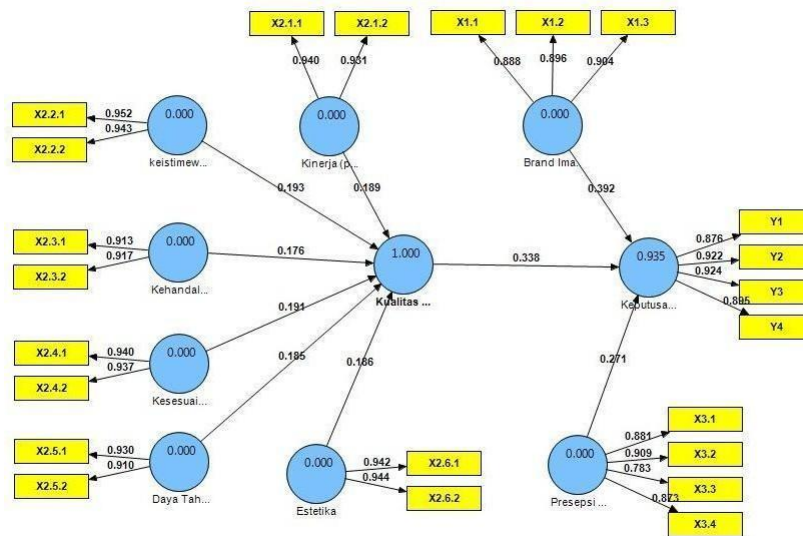 X2.1.1
X2.1.2
X1.1
X1.2
X1.3
0.940
0.931
0.888
0.896
0.904
X2.2.1
0.952
X2.2.2
0.943
0.000
keistimew...
0.000
Kinerja (p...
0.000
Brand Ima..
0.193
0.189
0.392
X2.3.1
0.913
X2.3.2
0.917
0.000
Kehandal...
0.176
1.000
Kualitas ...
0.338
0.935
Keputusa...
0.876
Y1
0.922
Y2
0.924
Y3
0.895
Y4
X2.4.1
0.940
X2.4.2
0.937
0.000
Kesesuai...
0.191
0.185
0.186
0.271
X2.5.1
0.930
X2.5.2
0.910
0.000
Daya Tah...
0.000
Estetika
0.942
X2.6.1
0.944
X2.6.2
0.000
Presepsi ...
0.881
X3.1
0.909
X3.2
0.783
X3.3
0.873
X3.4